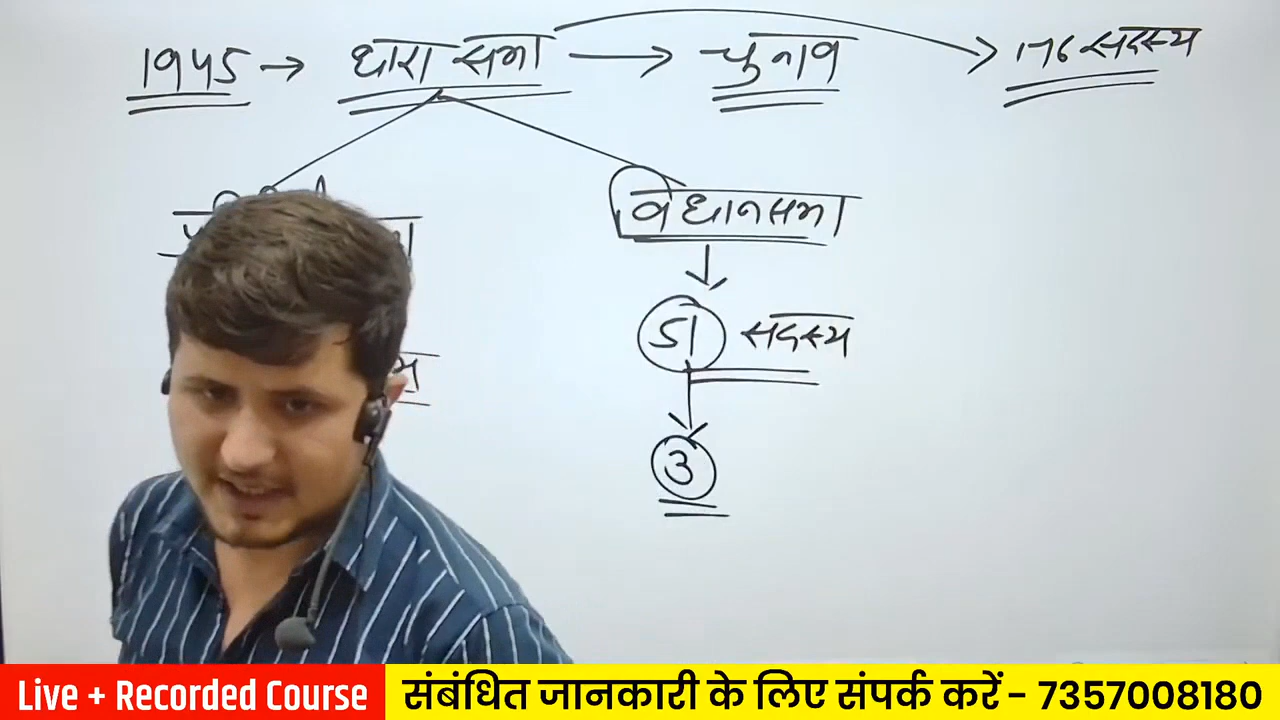 1945 → धारा सभा → चुनाव → 176 सदस्य
विधानसभा
51 सदस्य
3
Live + Recorded Course
संबंधित जानकारी के लिए संपर्क करें - 7357008180